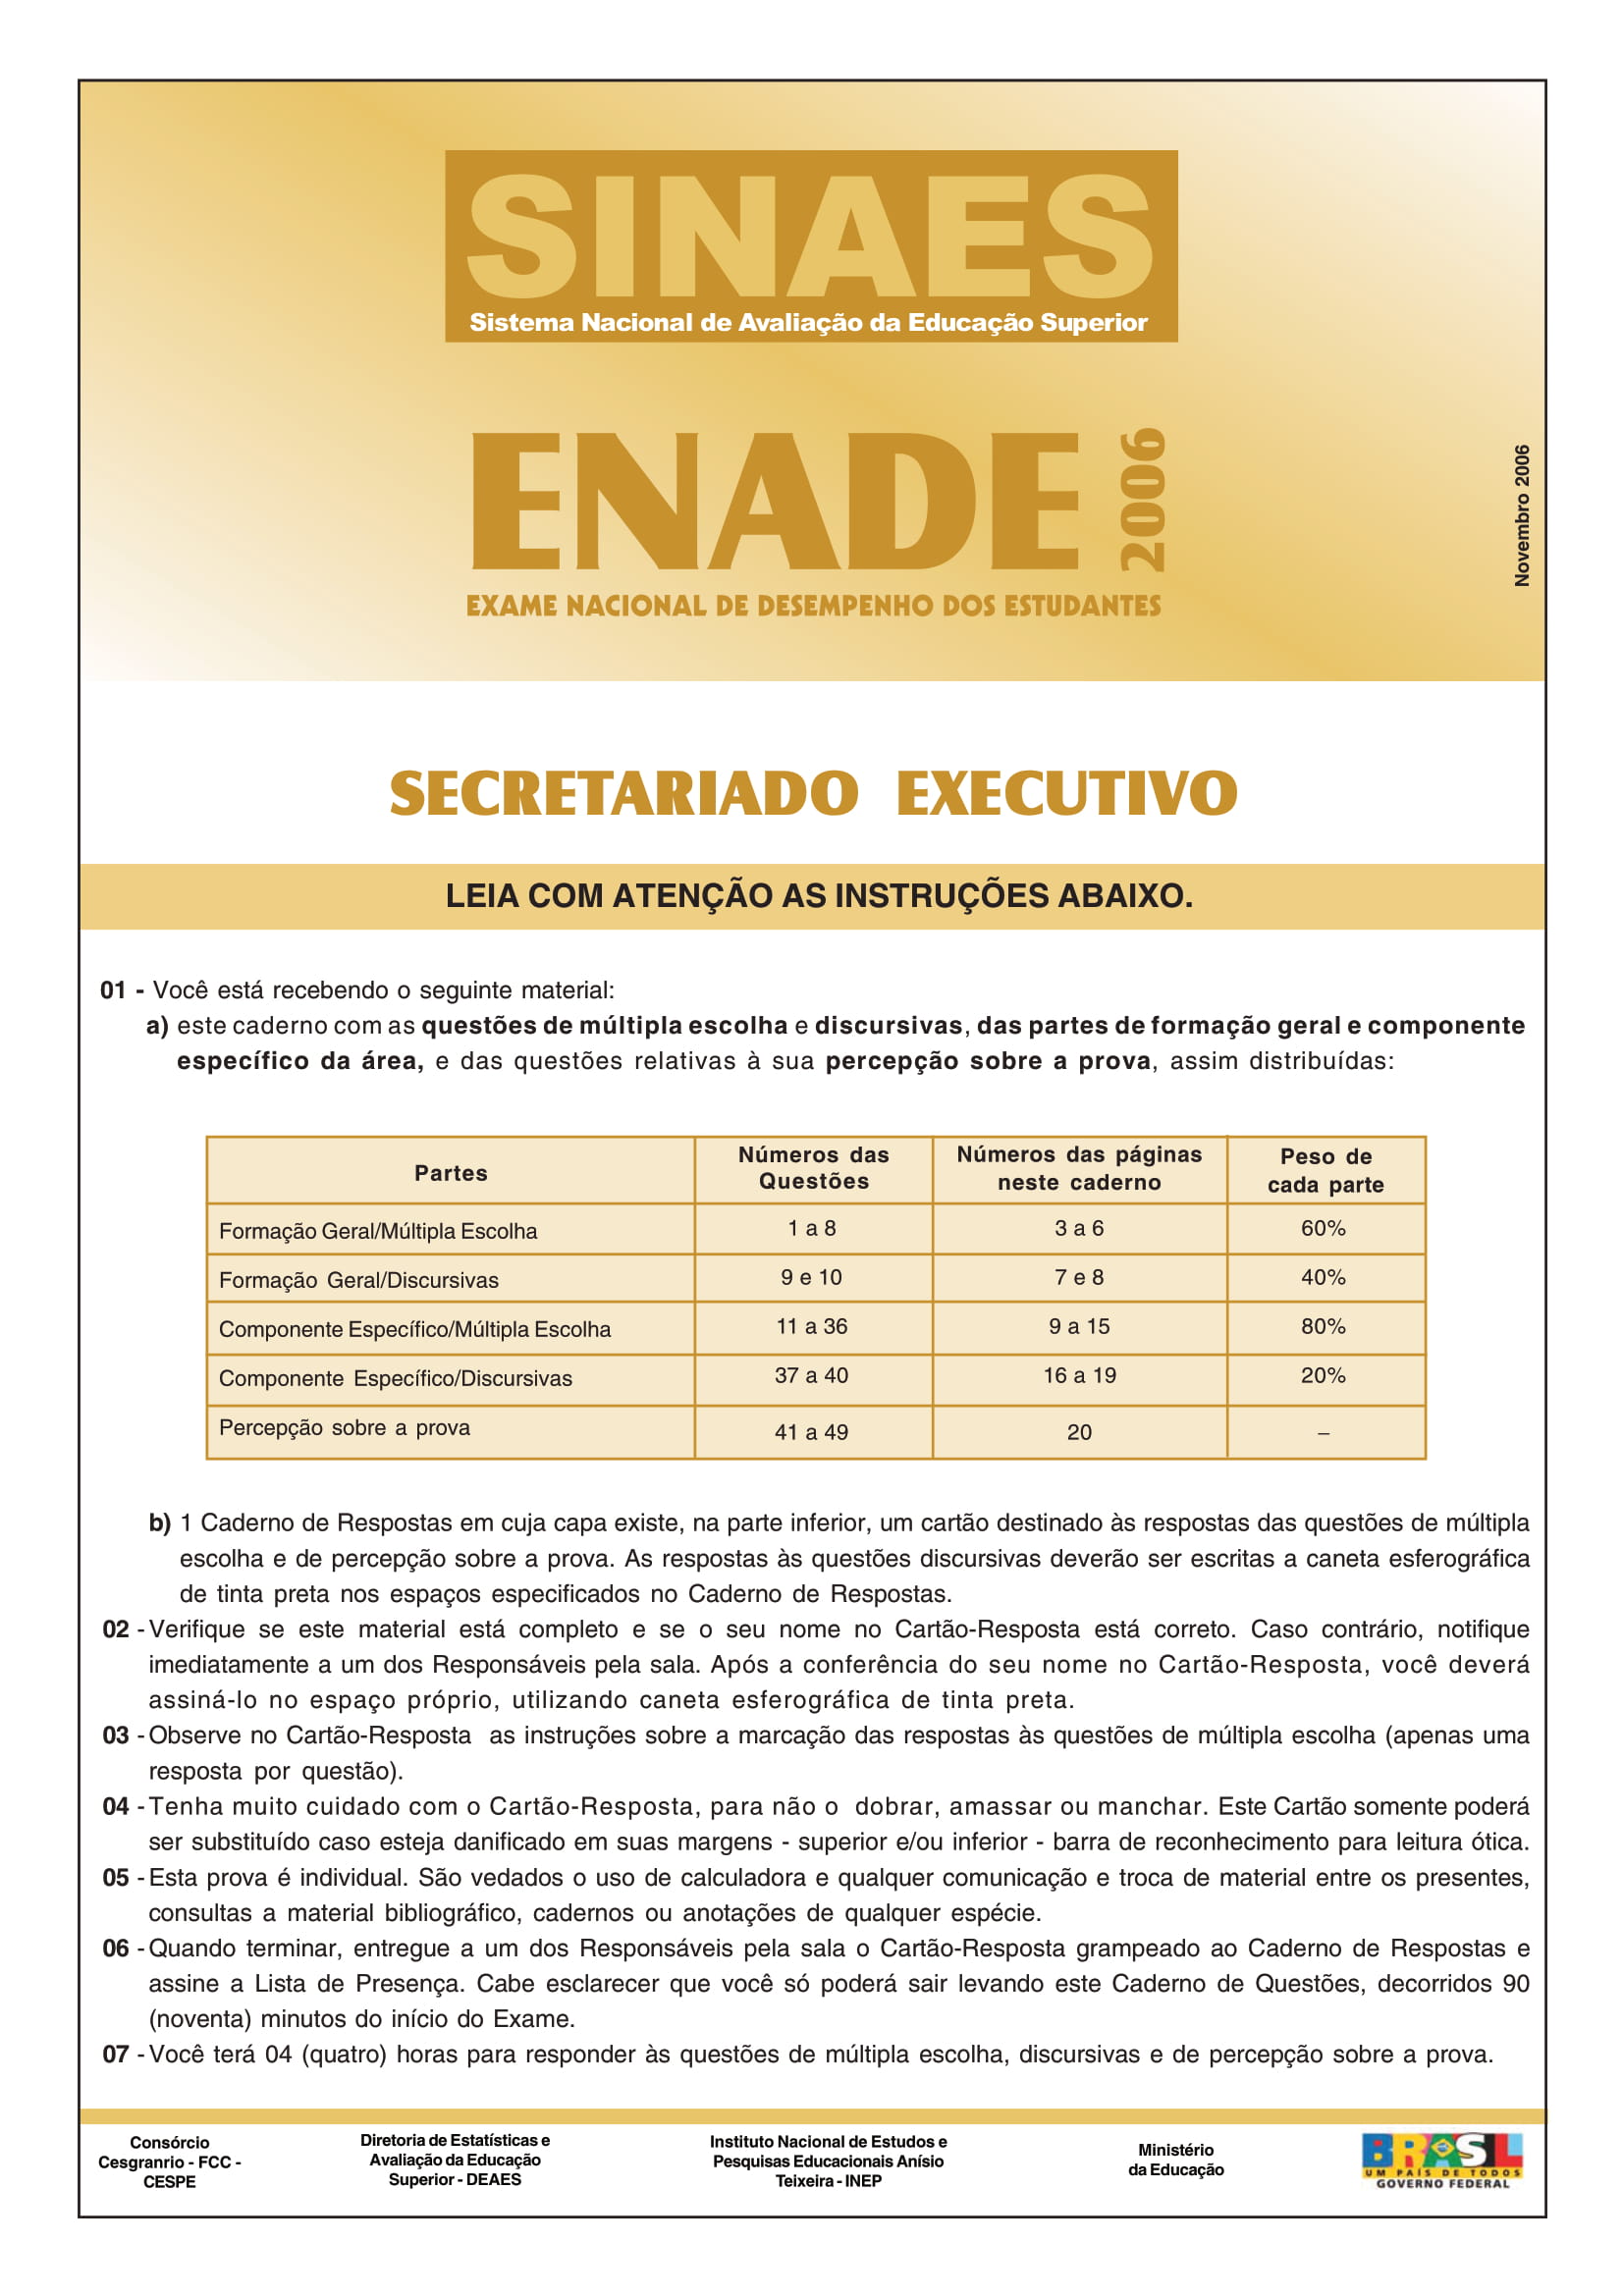 SINAES
Sistema Nacional de Avaliação da Educação Superior
ENADE 2006
EXAME NACIONAL DE DESEMPENHO DOS ESTUDANTES
Novembro 2006
SECRETARIADO EXECUTIVO
LEIA COM ATENÇÃO AS INSTRUÇÕES ABAIXO.
01 - Você está recebendo o seguinte material:
a) este caderno com as questões de múltipla escolha e discursivas, das partes de formação geral e componente
específico da área, e das questões relativas à sua percepção sobre a prova, assim distribuídas:
Partes
Números das
Questões
Números das páginas
neste caderno
Peso de
cada parte
Formação Geral/Múltipla Escolha 1 a 8 3 a 6 60%
Formação Geral/Discursivas 9 e 10 7 e 8 40%
Componente Específico/Múltipla Escolha 11 a 36 9 a 15 80%
Componente Específico/Discursivas 37 a 40 16 a 19 20%
Percepção sobre a prova 41 a 49 20 –
b) 1 Caderno de Respostas em cuja capa existe, na parte inferior, um cartão destinado às respostas das questões de múltipla
escolha e de percepção sobre a prova. As respostas às questões discursivas deverão ser escritas a caneta esferográfica
de tinta preta nos espaços especificados no Caderno de Respostas.
02 - Verifique se este material está completo e se o seu nome no Cartão-Resposta está correto. Caso contrário, notifique
imediatamente a um dos Responsáveis pela sala. Após a conferência do seu nome no Cartão-Resposta, você deverá
assiná-lo no espaço próprio, utilizando caneta esferográfica de tinta preta.
03 - Observe no Cartão-Resposta as instruções sobre a marcação das respostas às questões de múltipla escolha (apenas uma
resposta por questão).
04 - Tenha muito cuidado com o Cartão-Resposta, para não o dobrar, amassar ou manchar. Este Cartão somente poderá
ser substituído caso esteja danificado em suas margens - superior e/ou inferior - barra de reconhecimento para leitura ótica.
05 - Esta prova é individual. São vedados o uso de calculadora e qualquer comunicação e troca de material entre os presentes,
consultas a material bibliográfico, cadernos ou anotações de qualquer espécie.
06 - Quando terminar, entregue a um dos Responsáveis pela sala o Cartão-Resposta grampeado ao Caderno de Respostas e
assine a Lista de Presença. Cabe esclarecer que você só poderá sair levando este Caderno de Questões, decorridos 90
(noventa) minutos do início do Exame.
07 - Você terá 04 (quatro) horas para responder às questões de múltipla escolha, discursivas e de percepção sobre a prova.
Consórcio
Cesgranrio - FCC -
CESPE
Diretoria de Estatísticas e
Avaliação da Educação
Superior - DEAES
Instituto Nacional de Estudos e
Pesquisas Educacionais Anísio
Teixeira - INEP
Ministério
da Educação
BRASIL
UM PAÍS DE TODOS
GOVERNO FEDERAL